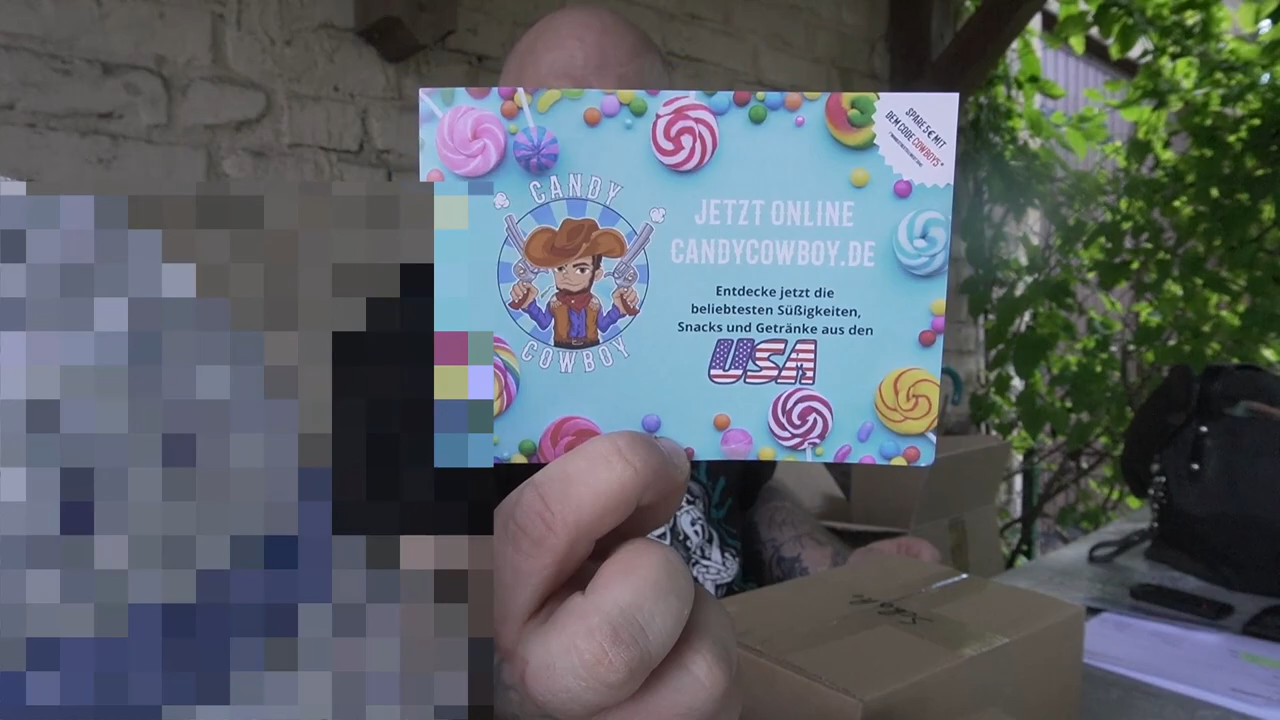 SPARE 5€ MIT
DEM CODE COWBOY5*
CANDY
COWBOY
JETZT ONLINE
CANDYCOWBOY.DE
Entdecke jetzt die
beliebtesten Süßigkeiten,
Snacks und Getränke aus den
USA